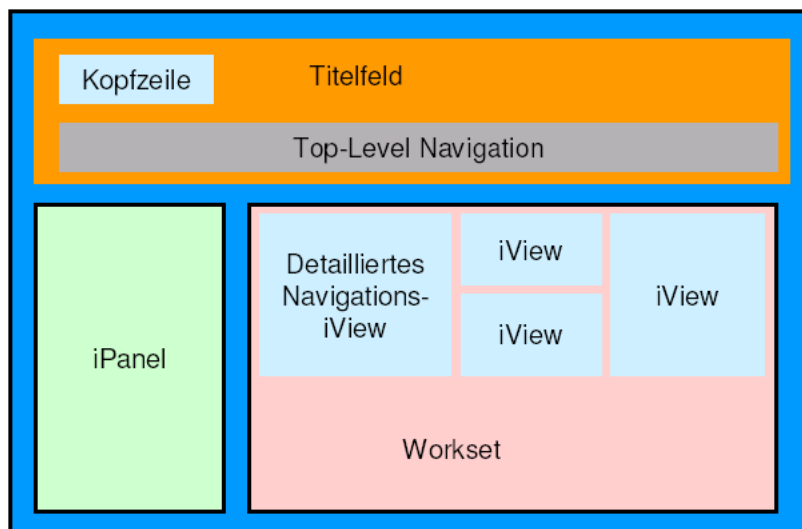 Kopfzeile
Titelfeld
Top-Level Navigation
iPanel
Detailliertes
Navigations-
iView
iView
iView
iView
Workset